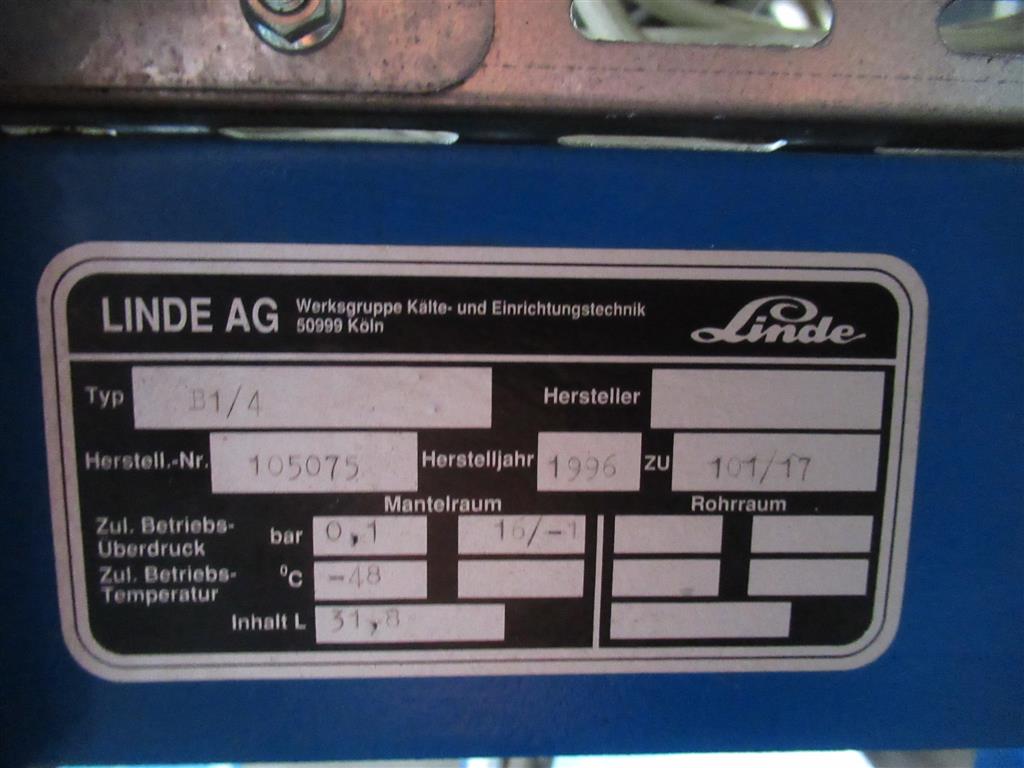 LINDE AG Werksgruppe Kälte- und Einrichtungstechnik
50999 Köln
Linde
Typ B1/4 Hersteller
Herstell.-Nr. 105075 Herstelljahr 1996 ZU 101/17
Mantelraum Rohrraum
Zul. Betriebs-
Überdruck bar 0,1 16/-1
Zul. Betriebs-
Temperatur °C -48
Inhalt L 31,8